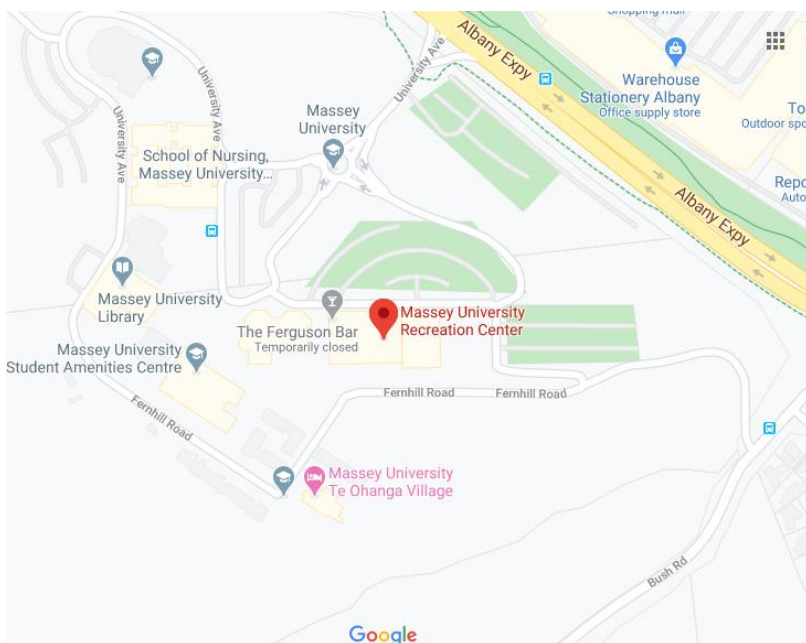 Shopping mall
Albany Expy
University Ave
Warehouse
Stationery Albany
Office supply store
To
Outdoor spo
University Ave
Massey
University
University Ave
School of Nursing,
Massey University...
Repo
Auto
Albany Expy
Massey University
Library
The Ferguson Bar
Temporarily closed
Massey University
Recreation Center
Massey University
Student Amenities Centre
Fernhill Road
Fernhill Road
Fernhill Road
Massey University
Te Ohanga Village
Bush Rd
Google